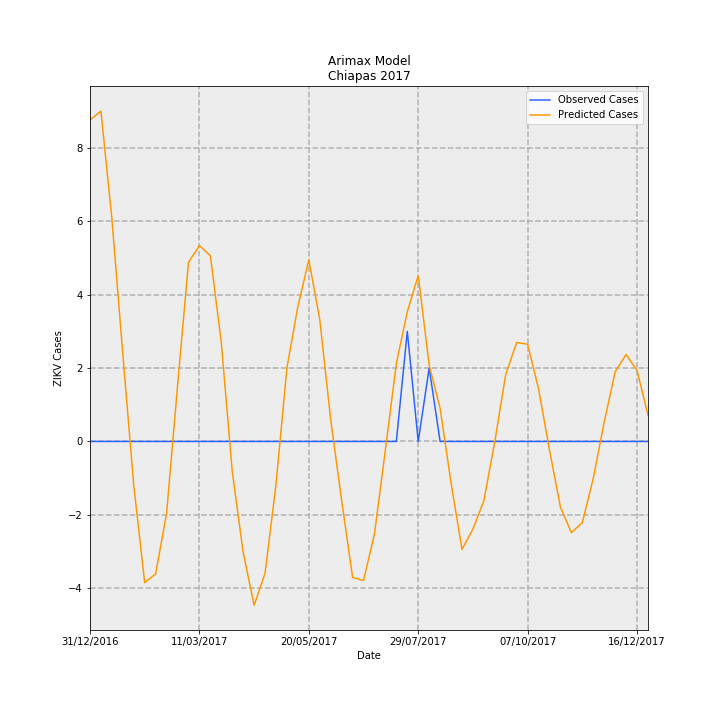 Arimax Model
Chiapas 2017
Observed Cases
Predicted Cases
ZIKV Cases
8
6
4
2
0
−2
−4
31/12/2016
11/03/2017
20/05/2017
29/07/2017
07/10/2017
16/12/2017
Date